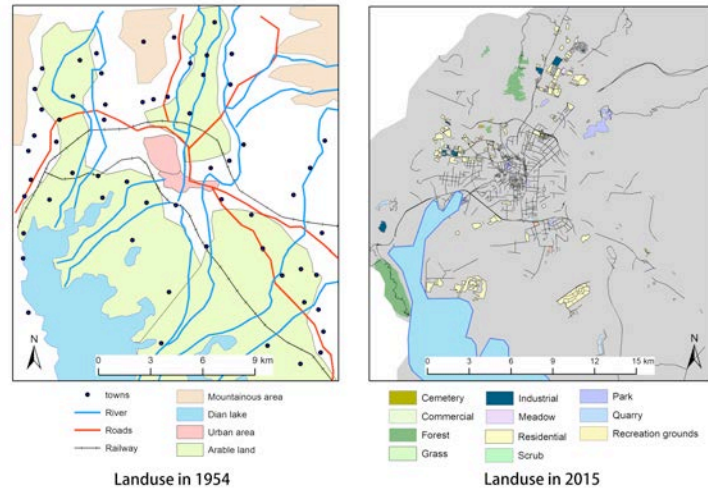 N
0 3 6 9 km
towns
River
Roads
Railway
Mountainous area
Dian lake
Urban area
Arable land
Landuse in 1954
N
0 3 6 9 12 15 km
Cemetery
Commercial
Forest
Grass
Industrial
Meadow
Residential
Scrub
Park
Quarry
Recreation grounds
Landuse in 2015